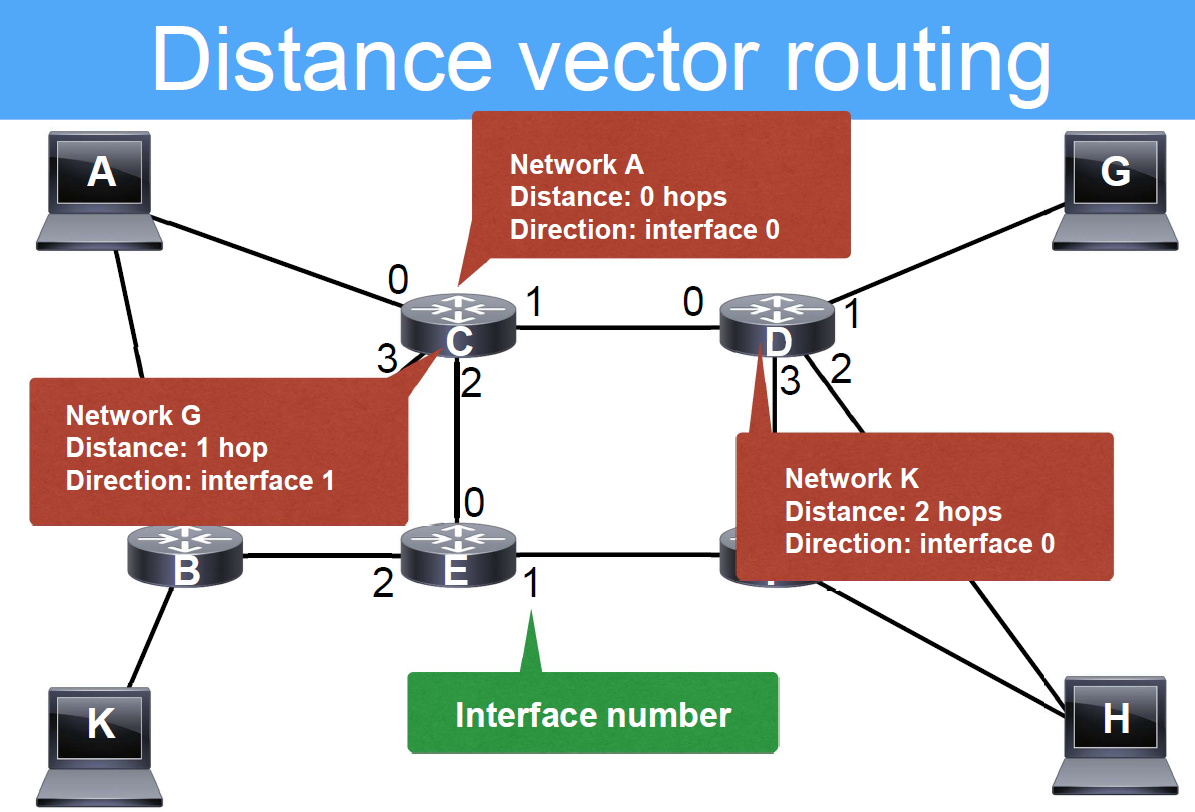 Distance vector routing
A
G
Network A
Distance: 0 hops
Direction: interface 0
0
1
0
1
C
D
3
2
3
2
Network G
Distance: 1 hop
Direction: interface 1
Network K
Distance: 2 hops
Direction: interface 0
0
B
E
2
1
Interface number
K
H